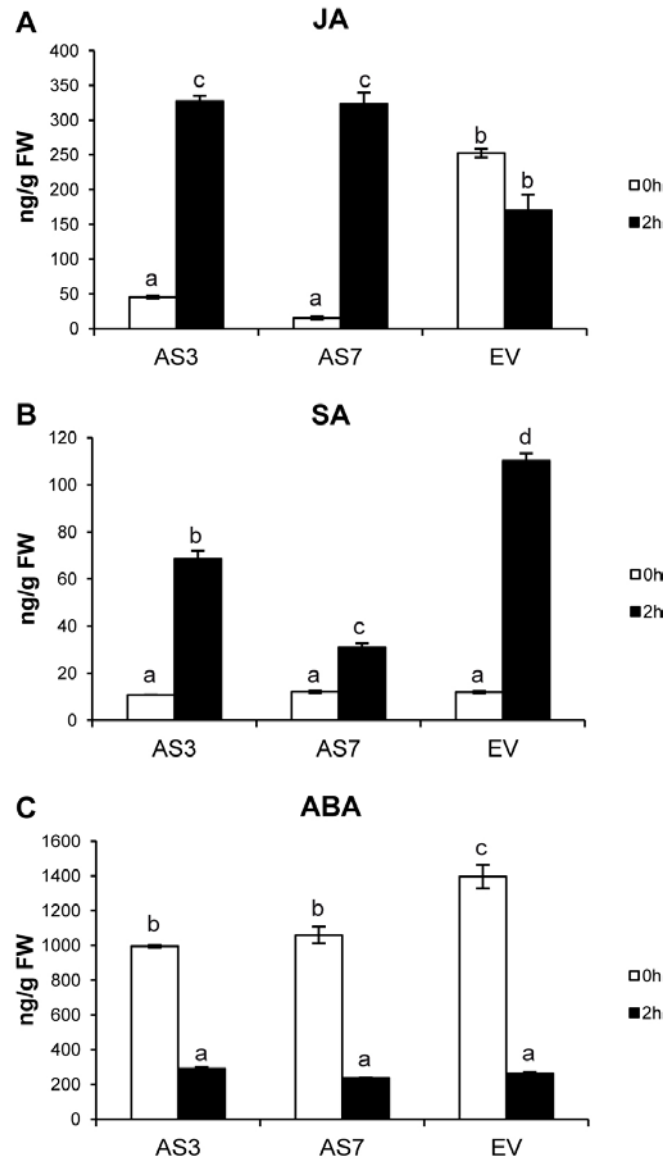 A JA
400
350
300
250
200
150
100
50
0
ng/g FW
a c a c b b
0h
2h
AS3 AS7 EV
B SA
120
100
80
60
40
20
0
ng/g FW
a b a c a d
0h
2h
AS3 AS7 EV
C ABA
1600
1400
1200
1000
800
600
400
200
0
ng/g FW
b a b a c a
0h
2h
AS3 AS7 EV